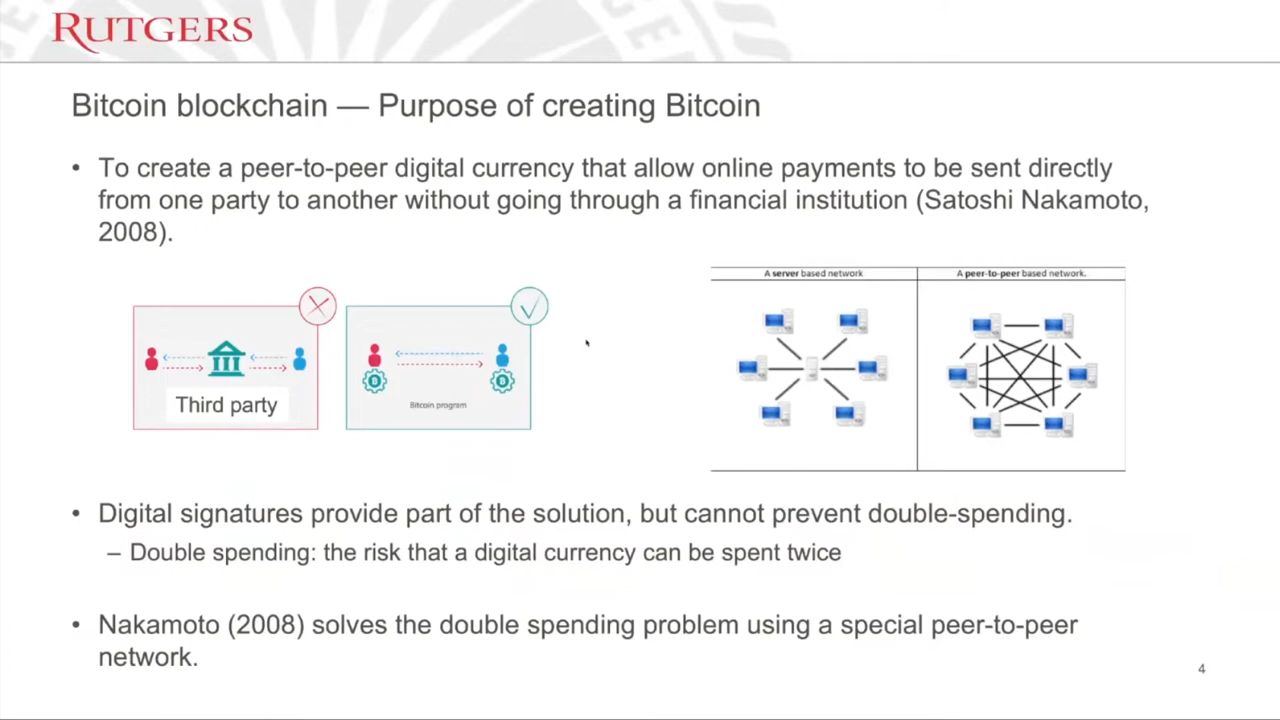 RUTGERS
Bitcoin blockchain — Purpose of creating Bitcoin
• To create a peer-to-peer digital currency that allow online payments to be sent directly
from one party to another without going through a financial institution (Satoshi Nakamoto,
2008).
Third party
Bitcoin program
A server based network
A peer-to-peer based network.
• Digital signatures provide part of the solution, but cannot prevent double-spending.
– Double spending: the risk that a digital currency can be spent twice
• Nakamoto (2008) solves the double spending problem using a special peer-to-peer
network.
4